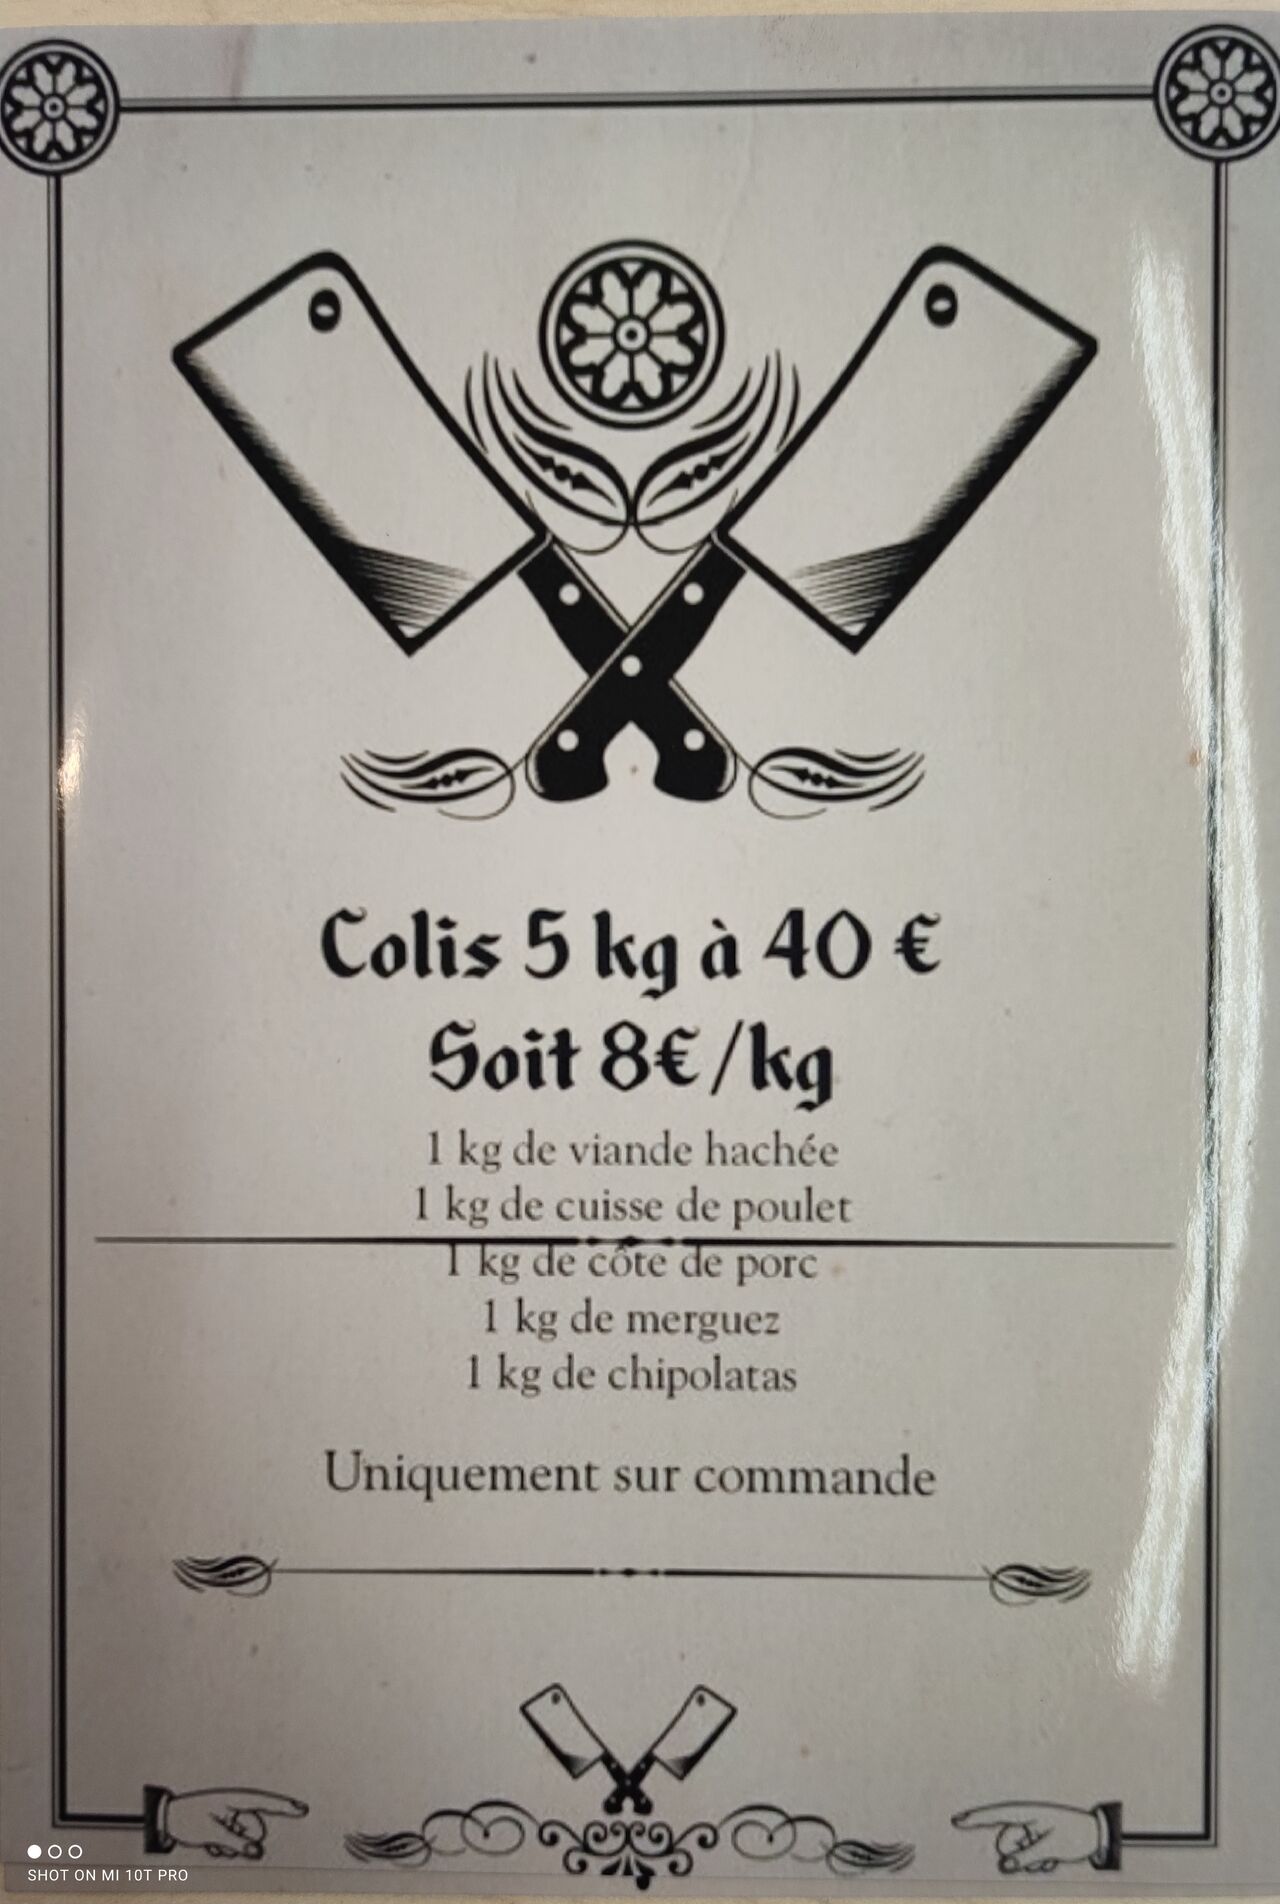 Colis 5 kg à 40 €
Soit 8€/kg
1 kg de viande hachée
1 kg de cuisse de poulet
1 kg de côte de porc
1 kg de merguez
1 kg de chipolatas
Uniquement sur commande
SHOT ON MI 10T PRO